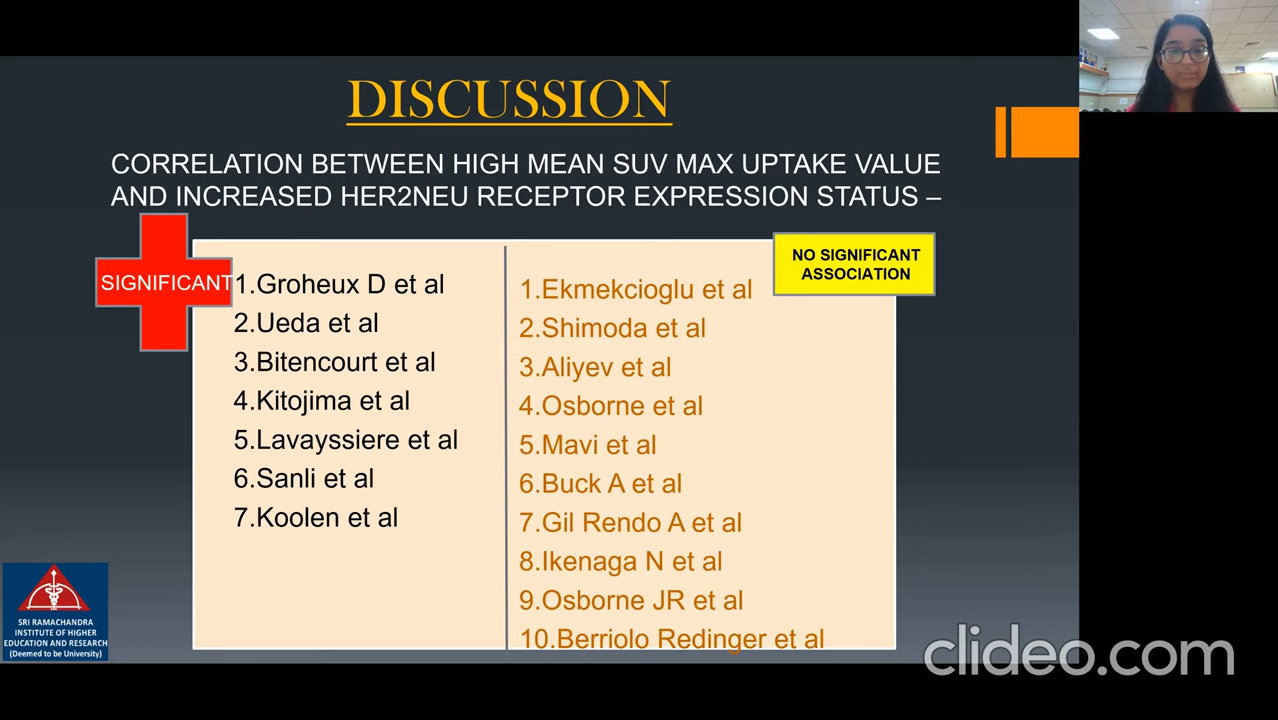 DISCUSSION
CORRELATION BETWEEN HIGH MEAN SUV MAX UPTAKE VALUE
AND INCREASED HER2NEU RECEPTOR EXPRESSION STATUS –
SIGNIFICANT
1.Groheux D et al
2.Ueda et al
3.Bitencourt et al
4.Kitojima et al
5.Lavayssiere et al
6.Sanli et al
7.Koolen et al
NO SIGNIFICANT
ASSOCIATION
1.Ekmekcioglu et al
2.Shimoda et al
3.Aliyev et al
4.Osborne et al
5.Mavi et al
6.Buck A et al
7.Gil Rendo A et al
8.Ikenaga N et al
9.Osborne JR et al
10.Berriolo Redinger et al
SRI RAMACHANDRA
INSTITUTE OF HIGHER
EDUCATION AND RESEARCH
(Deemed to be University)
clideo.com